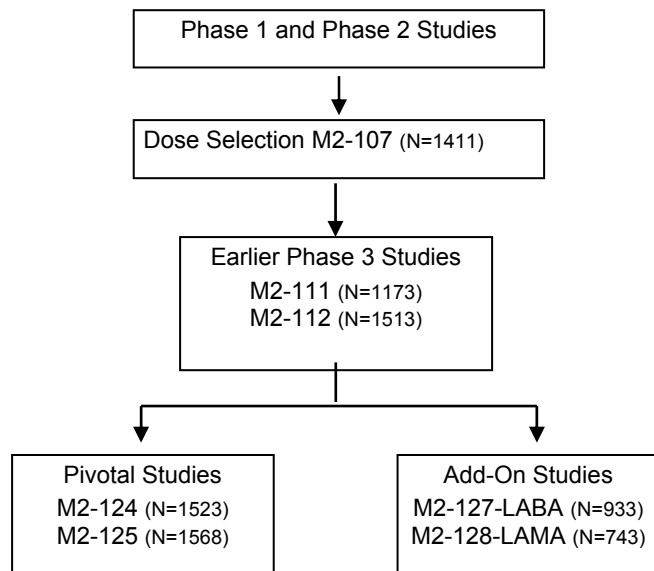 Phase 1 and Phase 2 Studies
Dose Selection M2-107 (N=1411)
Earlier Phase 3 Studies
M2-111 (N=1173)
M2-112 (N=1513)
Pivotal Studies
M2-124 (N=1523)
M2-125 (N=1568)
Add-On Studies
M2-127-LABA (N=933)
M2-128-LAMA (N=743)